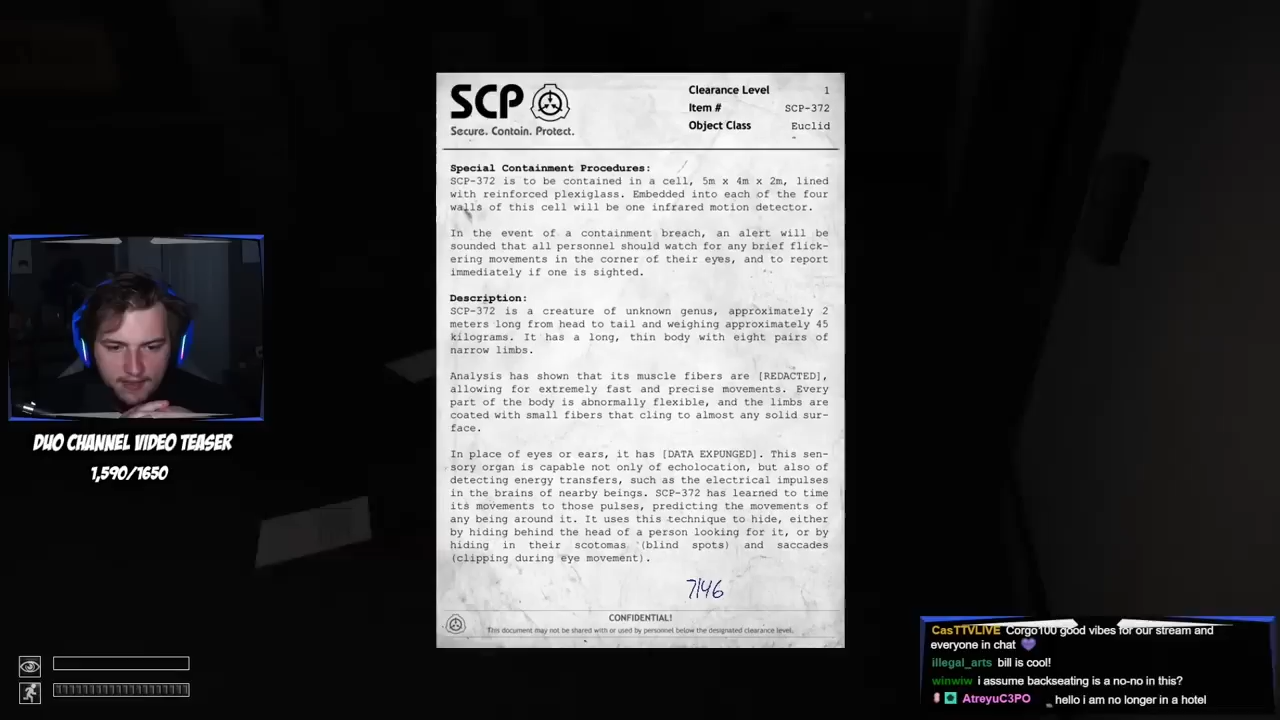 SCP
Secure. Contain. Protect.
Clearance Level 1
Item # SCP-372
Object Class Euclid
Special Containment Procedures:
SCP-372 is to be contained in a cell, 5m x 4m x 2m, lined
with reinforced plexiglass. Embedded into each of the four
walls of this cell will be one infrared motion detector.
In the event of a containment breach, an alert will be
sounded that all personnel should watch for any brief flick-
ering movements in the corner of their eyes, and to report
immediately if one is sighted.
Description:
SCP-372 is a creature of unknown genus, approximately 2
meters long from head to tail and weighing approximately 45
kilograms. It has a long, thin body with eight pairs of
narrow limbs.
Analysis has shown that its muscle fibers are [REDACTED],
allowing for extremely fast and precise movements. Every
part of the body is abnormally flexible, and the limbs are
coated with small fibers that cling to almost any solid sur-
face.
In place of eyes or ears, it has [DATA EXPUNGED]. This sen-
sory organ is capable not only of echolocation, but also of
detecting energy transfers, such as the electrical impulses
in the brains of nearby beings. SCP-372 has learned to time
its movements to those pulses, predicting the movements of
any being around it. It uses this technique to hide, either
by hiding behind the head of a person looking for it, or by
hiding in their scotomas (blind spots) and saccades
(clipping during eye movement).
7146
CONFIDENTIAL!
This document may not be shared with or used by personnel below the designated clearance level.
DUO CHANNEL VIDEO TEASER
1,590/1650
CasTTVLIVE Corgo100 good vibes for our stream and
everyone in chat 💜
illegal_arts bill is cool!
winwiw i assume backseating is a no-no in this?
AtreyuC3PO hello i am no longer in a hotel